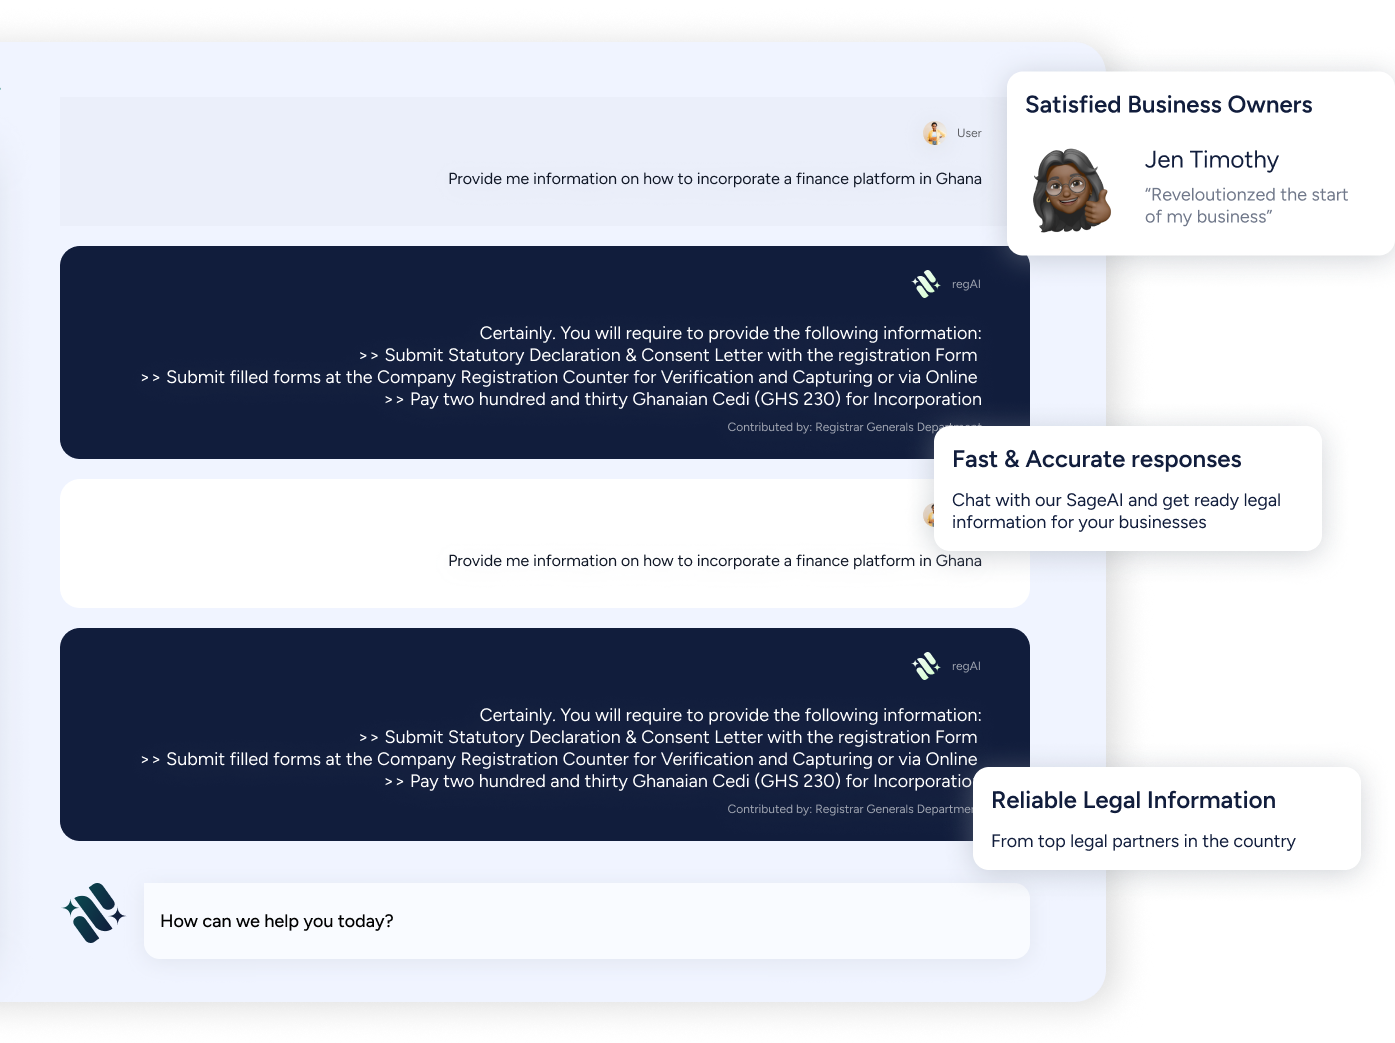 Satisfied Business Owners
Jen Timothy
“Reveloutionzed the start
of my business”
User
Provide me information on how to incorporate a finance platform in Ghana
regAI
Certainly. You will require to provide the following information:
>> Submit Statutory Declaration & Consent Letter with the registration Form
>> Submit filled forms at the Company Registration Counter for Verification and Capturing or via Online
>> Pay two hundred and thirty Ghanaian Cedi (GHS 230) for Incorporation
Contributed by: Registrar Generals Department
Fast & Accurate responses
Chat with our SageAI and get ready legal
information for your businesses
Provide me information on how to incorporate a finance platform in Ghana
regAI
Certainly. You will require to provide the following information:
>> Submit Statutory Declaration & Consent Letter with the registration Form
>> Submit filled forms at the Company Registration Counter for Verification and Capturing or via Online
>> Pay two hundred and thirty Ghanaian Cedi (GHS 230) for Incorporatio
Contributed by: Registrar Generals Departmen
Reliable Legal Information
From top legal partners in the country
How can we help you today?